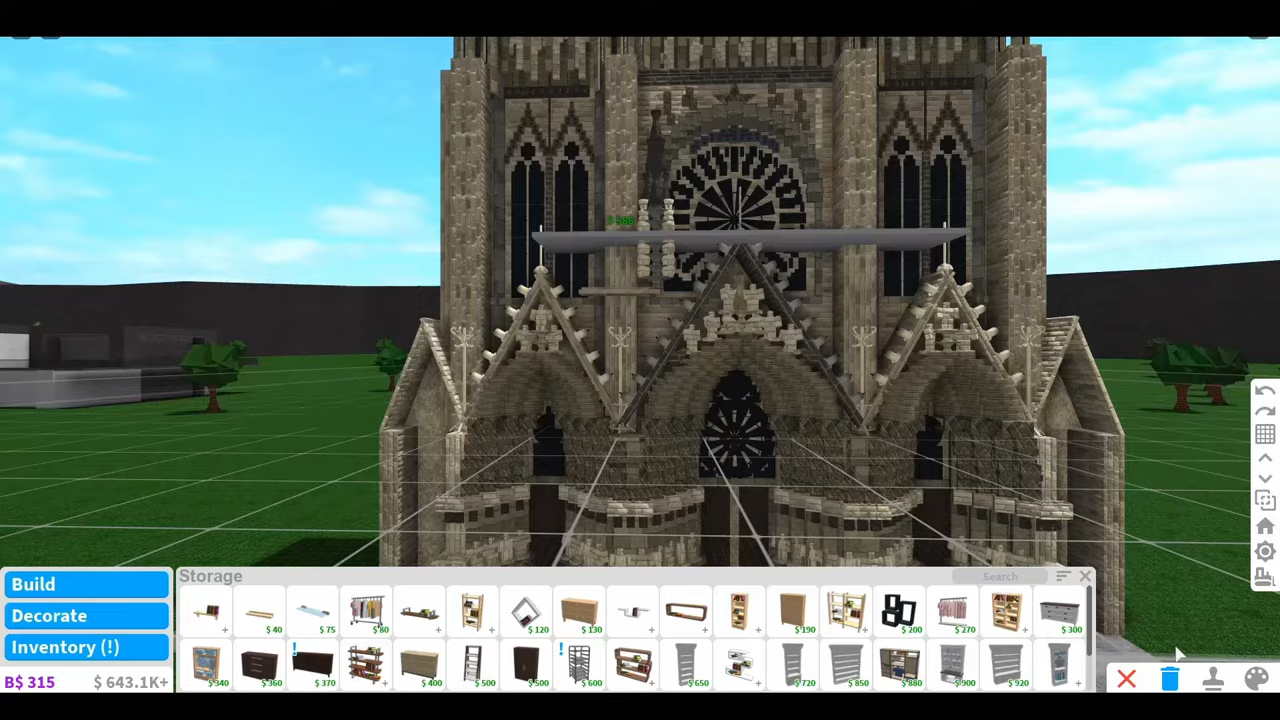 $ 586
Build
Decorate
Inventory (!)
B$ 315 $ 643.1K+
Storage
Search
+ $ 40 $ 75 $ 80 + + $ 120 $ 130 + + + $ 190 + $ 200 $ 270 + $ 300
$ 340 $ 360 ! $ 370 + $ 400 $ 500 $ 500 ! $ 600 + $ 650 + $ 720 $ 850 $ 880 $ 900 $ 920 +